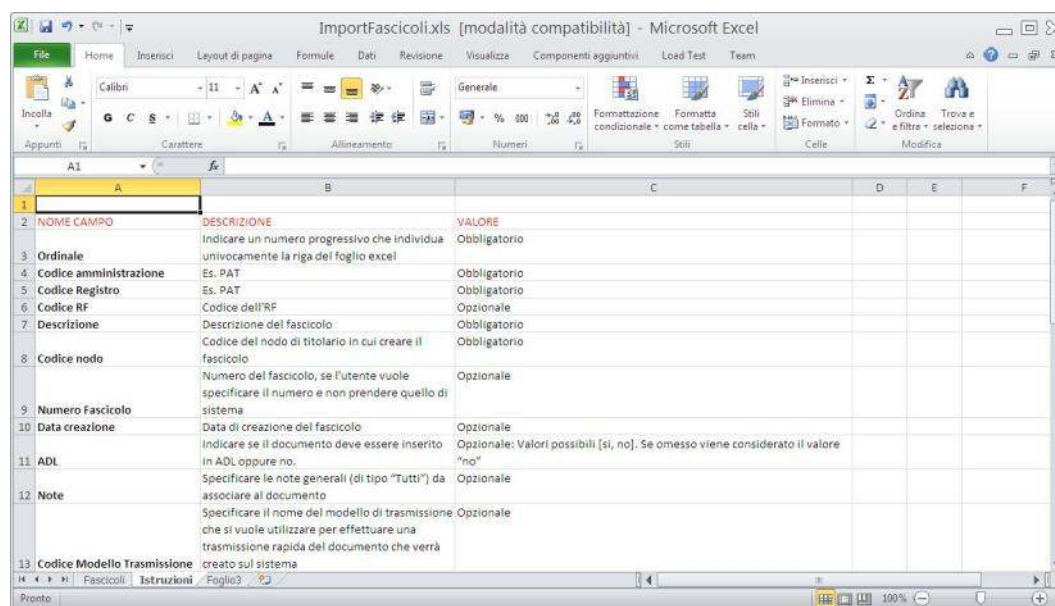 ImportFascicoli.xls [modalità compatibilità] - Microsoft Excel
File Home Inserisci Layout di pagina Formule Dati Revisione Visualizza Componenti aggiuntivi Load Test Team
Incolla
Calibri 11 A A
G C S A
Generale
% 000
Formattazione condizionale
Formatta come tabella
Stili cella
Inserisci
Elimina
Formato
Σ
Ordina e filtra
Trova e seleziona
Appunti Carattere Allineamento Numeri Stili Celle Modifica
A1 fx
A B C D E F
1
2 NOME CAMPO DESCRIZIONE VALORE
Indicare un numero progressivo che individua Obbligatorio
3 Ordinale univocamente la riga del foglio excel
4 Codice amministrazione Es. PAT Obbligatorio
5 Codice Registro Es. PAT Obbligatorio
6 Codice RF Codice dell'RF Opzionale
7 Descrizione Descrizione del fascicolo Obbligatorio
Codice del nodo di titolario in cui creare il Obbligatorio
8 Codice nodo fascicolo
Numero del fascicolo, se l'utente vuole Opzionale
specificare il numero e non prendere quello di
9 Numero Fascicolo sistema
10 Data creazione Data di creazione del fascicolo Opzionale
Indicare se il documento deve essere inserito Opzionale: Valori possibili [si, no]. Se omesso viene considerato il valore
11 ADL in ADL oppure no. "no"
Specificare le note generali (di tipo "Tutti") da Opzionale
12 Note associare al documento
Specificare il nome del modello di trasmissione Opzionale
che si vuole utilizzare per effettuare una
trasmissione rapida del documento che verrà
13 Codice Modello Trasmissione creato sul sistema
Fascicoli Istruzioni Foglio3
Pronto 100%